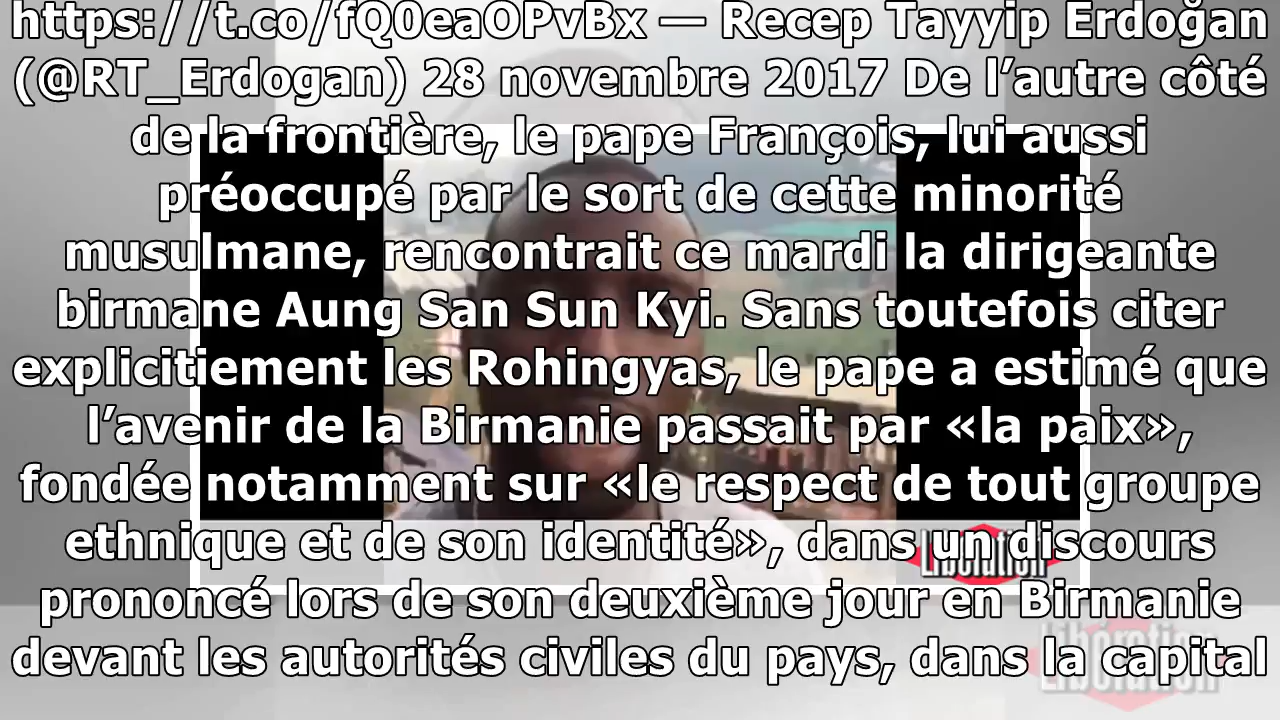 https://t.co/fQ0eaOPvBx — Recep Tayyip Erdoğan
(@RT_Erdogan) 28 novembre 2017 De l’autre côté
de la frontière, le pape François, lui aussi
préoccupé par le sort de cette minorité
musulmane, rencontrait ce mardi la dirigeante
birmane Aung San Sun Kyi. Sans toutefois citer
explicitiement les Rohingyas, le pape a estimé que
l’avenir de la Birmanie passait par «la paix»,
fondée notamment sur «le respect de tout groupe
ethnique et de son identité», dans un discours
Libération
prononcé lors de son deuxième jour en Birmanie
devant les autorités civiles du pays, dans la capital
Libération